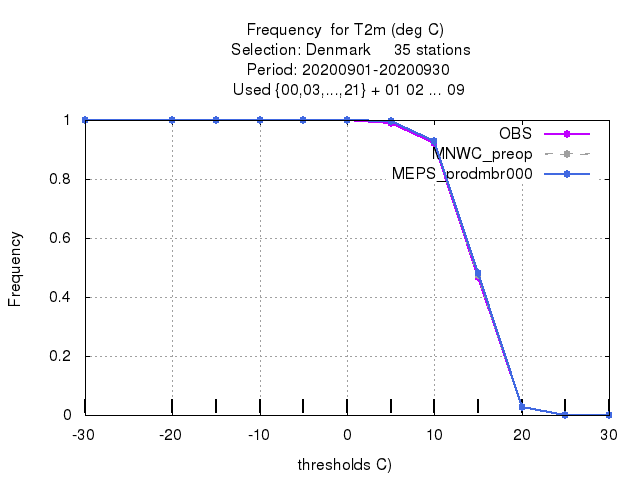 Frequency for T2m (deg C)
Selection: Denmark 35 stations
Period: 20200901-20200930
Used {00,03,...,21} + 01 02 ... 09
OBS
MNWC_preop
MEPS_prodmbr000
1
0.8
0.6
0.4
0.2
0
Frequency
-30
-20
-10
0
10
20
30
thresholds C)